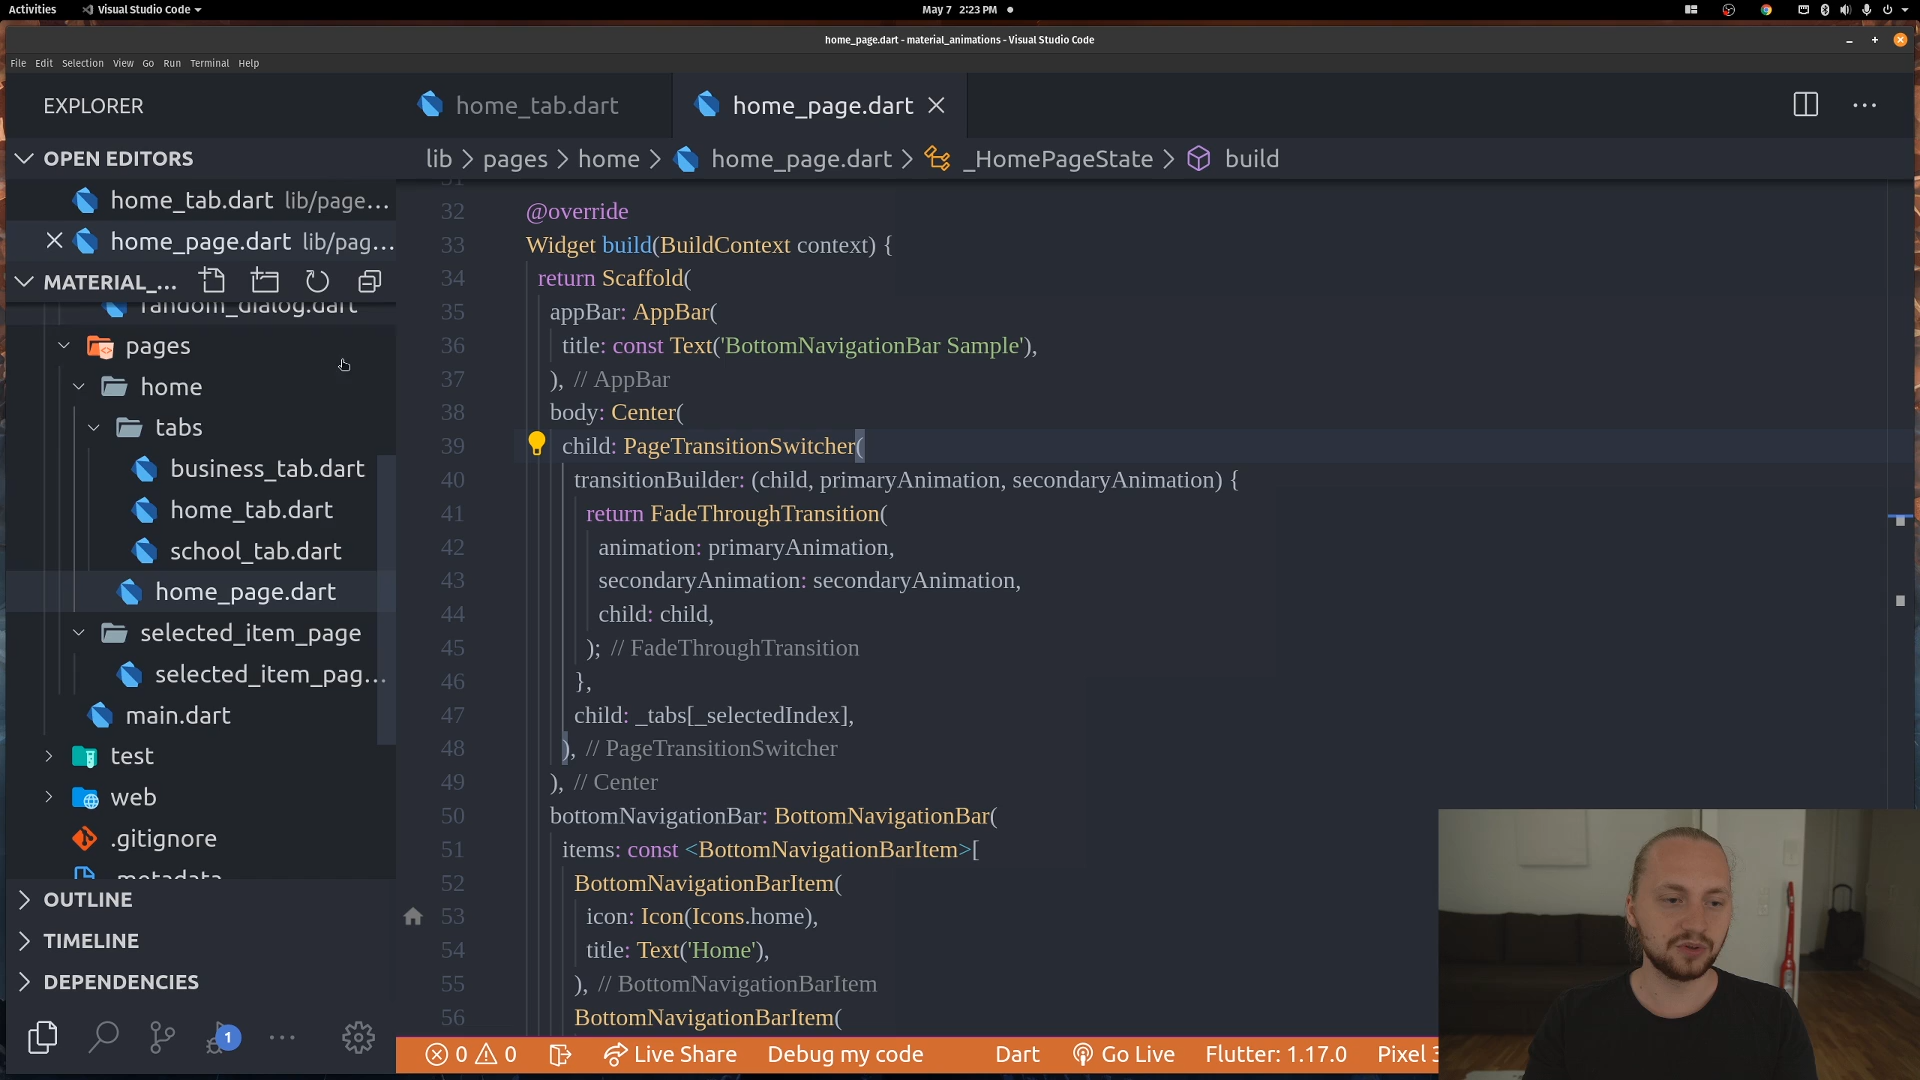 Activities
Visual Studio Code
May 7 2:23 PM
home_page.dart - material_animations - Visual Studio Code
File Edit Selection View Go Run Terminal Help
EXPLORER
home_tab.dart
home_page.dart
OPEN EDITORS
home_tab.dart lib/page...
home_page.dart lib/pag...
MATERIAL_...
random_dialog.dart
pages
home
tabs
business_tab.dart
home_tab.dart
school_tab.dart
home_page.dart
selected_item_page
selected_item_pag...
main.dart
test
web
.gitignore
.metadata
OUTLINE
TIMELINE
DEPENDENCIES
1
lib > pages > home > home_page.dart > _HomePageState > build
31
32 @override
33 Widget build(BuildContext context) {
34 return Scaffold(
35 appBar: AppBar(
36 title: const Text('BottomNavigationBar Sample'),
37 ), // AppBar
38 body: Center(
39 child: PageTransitionSwitcher(
40 transitionBuilder: (child, primaryAnimation, secondaryAnimation) {
41 return FadeThroughTransition(
42 animation: primaryAnimation,
43 secondaryAnimation: secondaryAnimation,
44 child: child,
45 ); // FadeThroughTransition
46 },
47 child: _tabs[_selectedIndex],
48 ), // PageTransitionSwitcher
49 ), // Center
50 bottomNavigationBar: BottomNavigationBar(
51 items: const <BottomNavigationBarItem>[
52 BottomNavigationBarItem(
53 icon: Icon(Icons.home),
54 title: Text('Home'),
55 ), // BottomNavigationBarItem
56 BottomNavigationBarItem(
0 0 Live Share Debug my code Dart Go Live Flutter: 1.17.0 Pixel 3